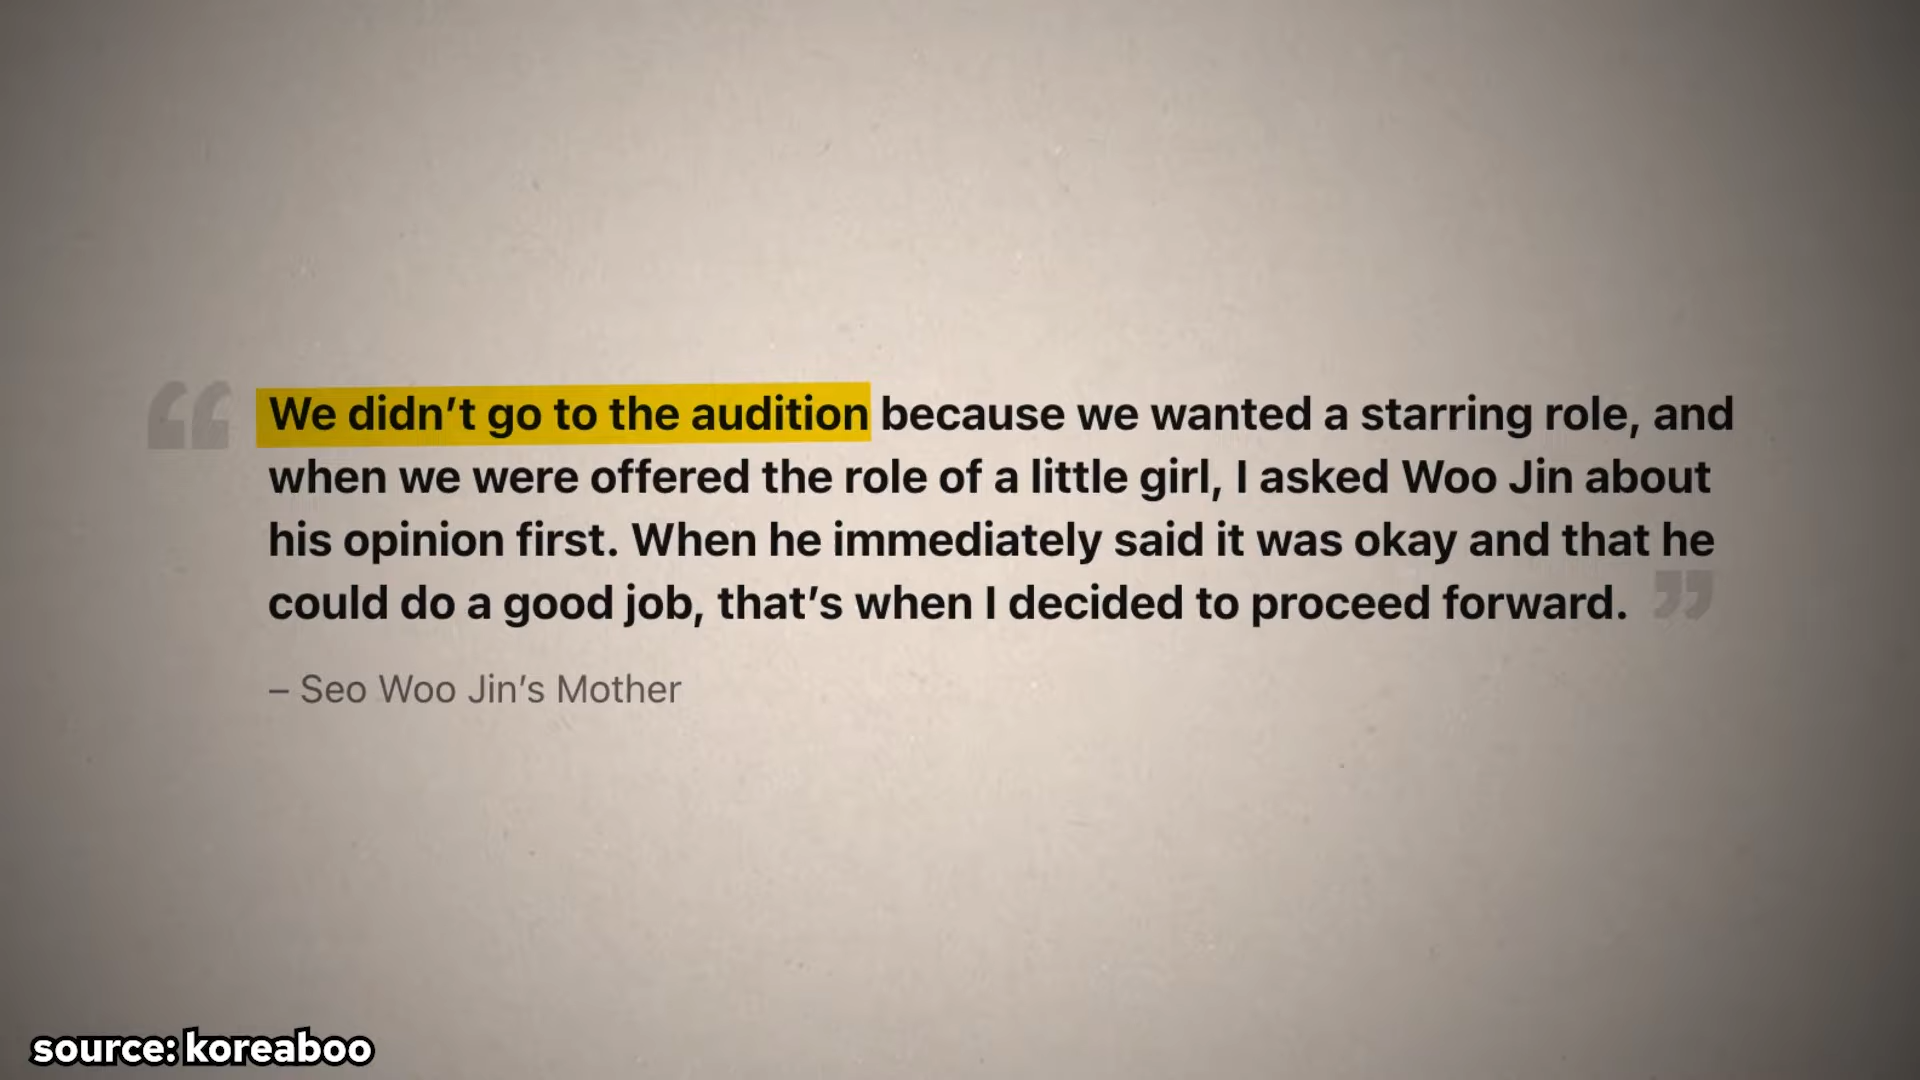 “ We didn’t go to the audition because we wanted a starring role, and
when we were offered the role of a little girl, I asked Woo Jin about
his opinion first. When he immediately said it was okay and that he
could do a good job, that’s when I decided to proceed forward. ”
– Seo Woo Jin’s Mother
source: koreaboo